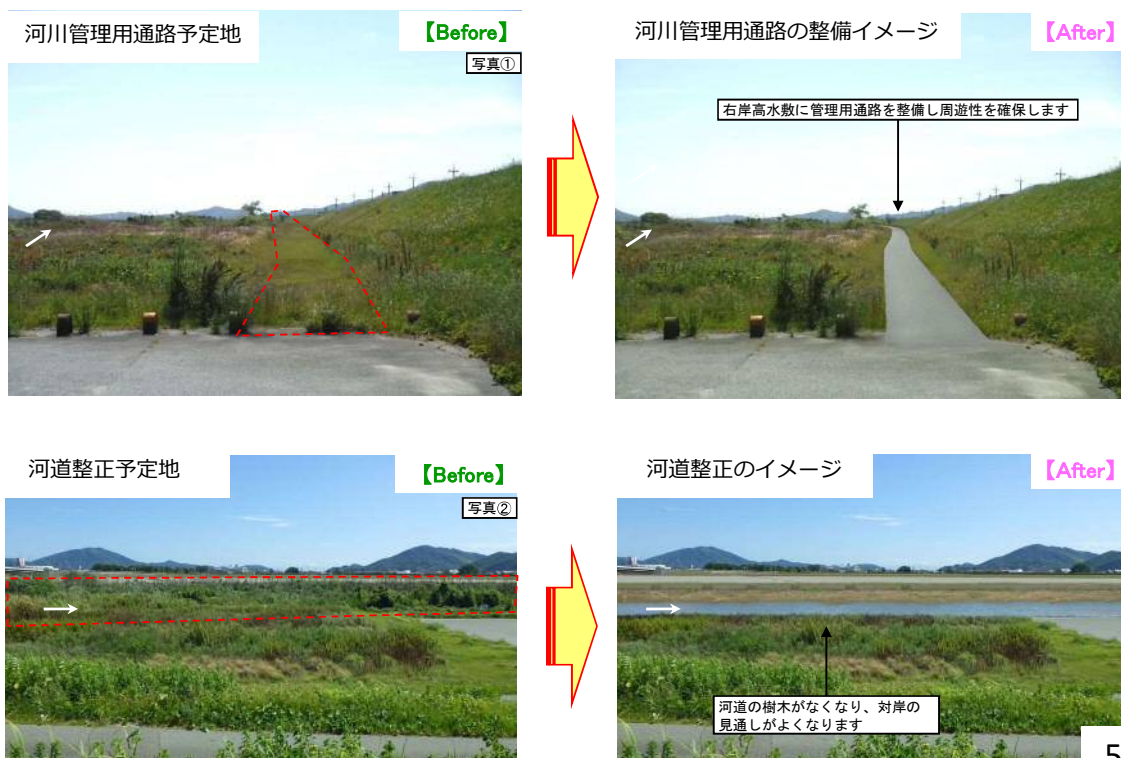 河川管理用通路予定地
【Before】
写真①
河川管理用通路の整備イメージ
【After】
右岸高水敷に管理用通路を整備し周遊性を確保します
河道整正予定地
【Before】
写真②
河道整正のイメージ
【After】
河道の樹木がなくなり、対岸の
見通しがよくなります
5